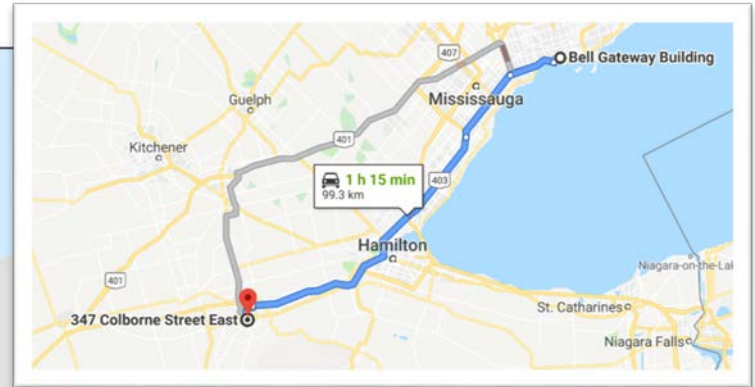 407
Bell Gateway Building
Mississauga
Guelph
401
Kitchener
1 h 15 min
99.3 km
403
Hamilton
401
Niagara-on-the-Lak
347 Colborne Street East
St. Catharines
Niagara Falls